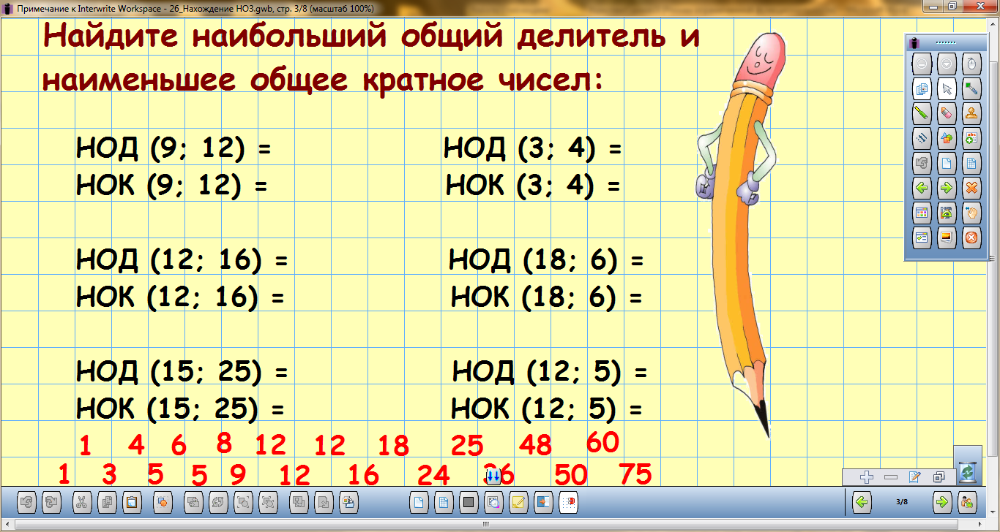 Примечание к Interwrite Workspace - 26_Нахождение НОЗ.gwb, стр. 3/8 (масштаб 100%)
Найдите наибольший общий делитель и
наименьшее общее кратное чисел:
НОД (9; 12) = НОД (3; 4) =
НОК (9; 12) = НОК (3; 4) =
НОД (12; 16) = НОД (18; 6) =
НОК (12; 16) = НОК (18; 6) =
НОД (15; 25) = НОД (12; 5) =
НОК (15; 25) = НОК (12; 5) =
1 4 6 8 12 12 18 25 48 60
1 3 5 5 9 12 16 24 36 50 75
3/8